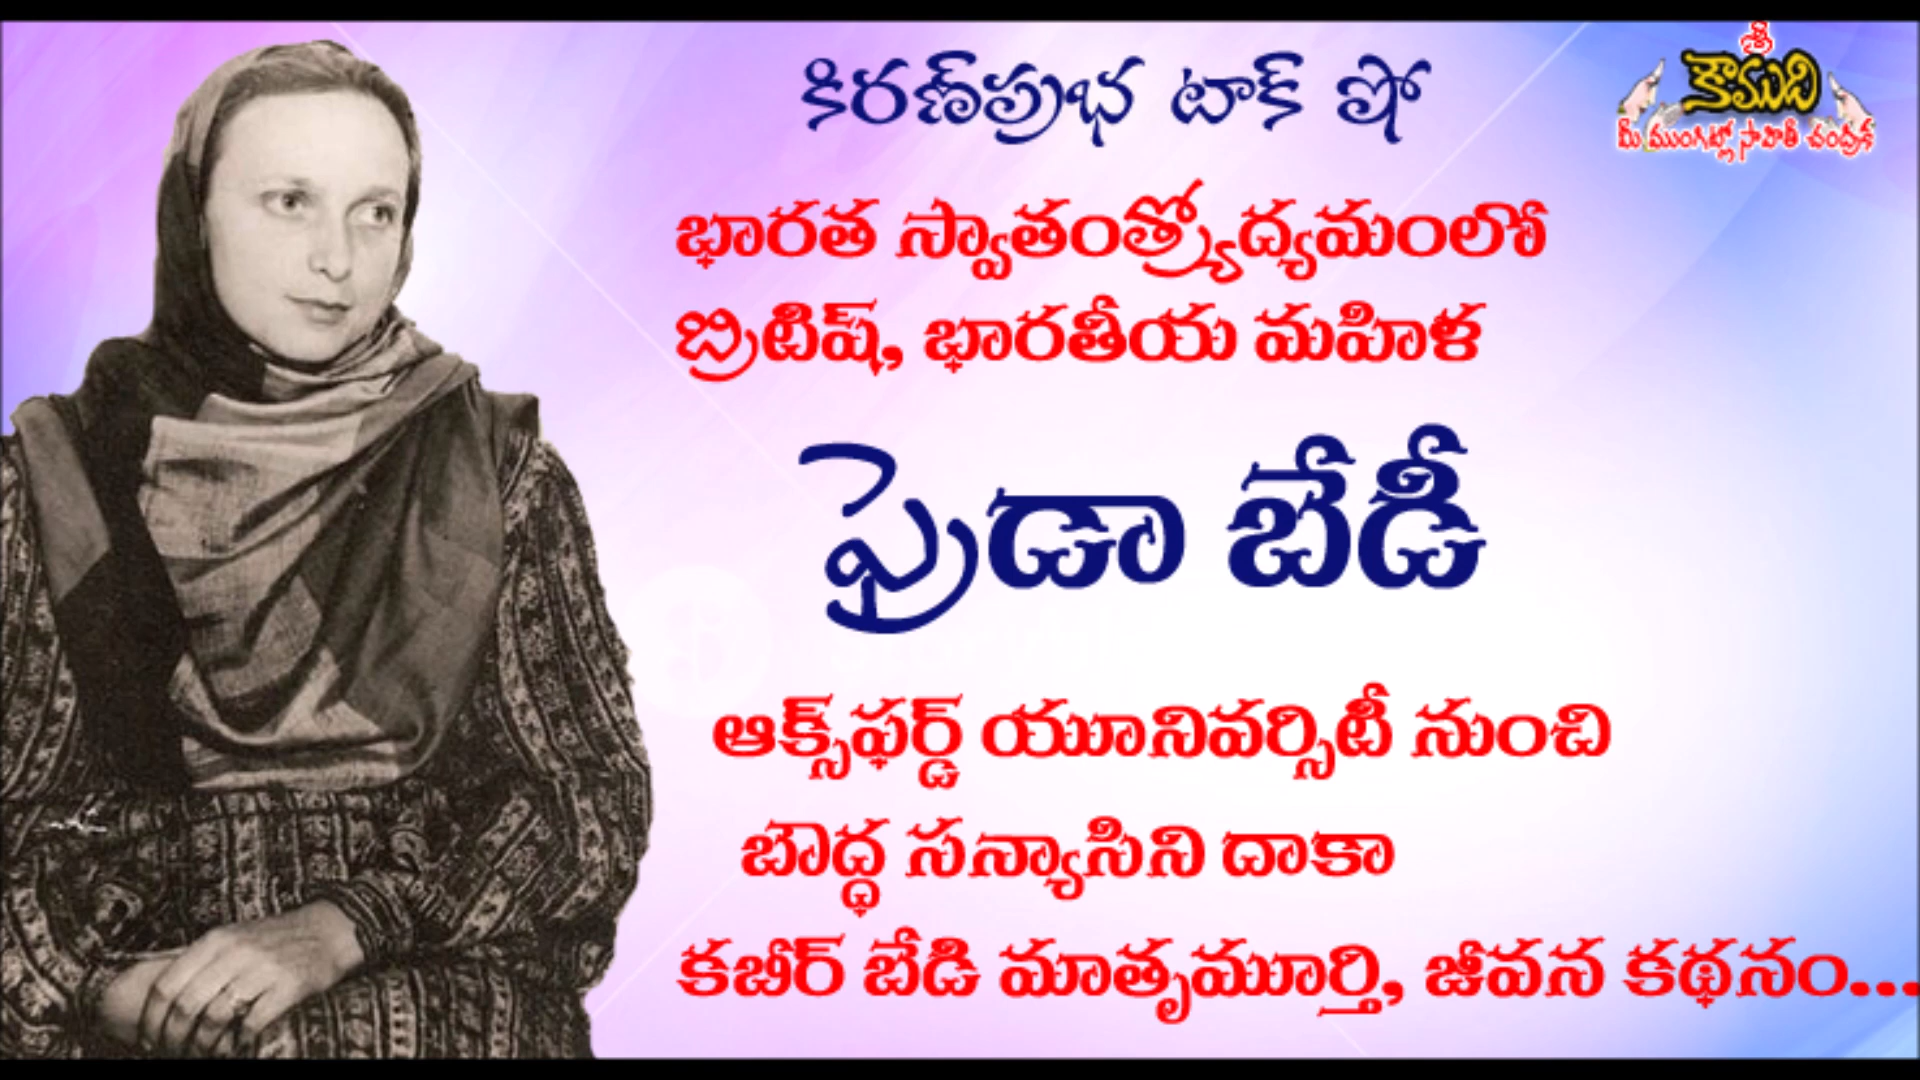 కిరణ్‌ప్రభ టాక్ షో
శ్రీ
కౌముది
మీ ముంగిట్లో సాహితీ చంద్రిక
భారత స్వాతంత్ర్యోద్యమంలో
బ్రిటిష్, భారతీయ మహిళ
ఫ్రైడా బేడీ
ఆక్స్‌ఫర్డ్ యూనివర్సిటీ నుంచి
బౌద్ధ సన్యాసిని దాకా
కబీర్ బేడి మాతృమూర్తి, జీవన కథనం...